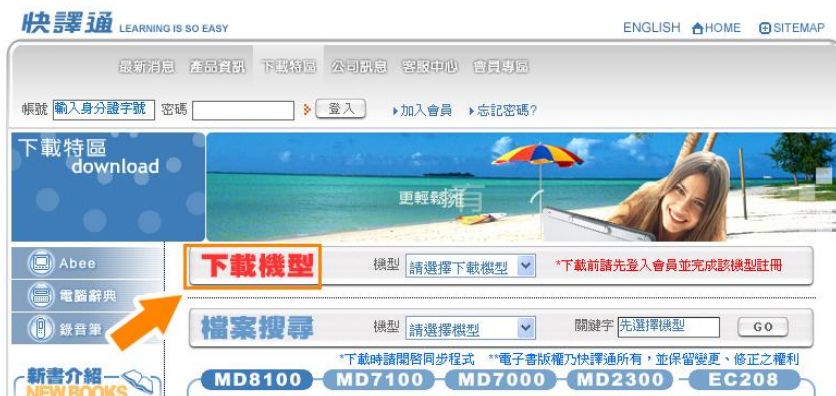 快譯通 LEARNING IS SO EASY ENGLISH HOME SITEMAP
最新消息 產品資訊 下載特區 公司訊息 客服中心 會員專區
帳號 輸入身分證字號 密碼 登入 加入會員 忘記密碼?
下載特區
download
更輕鬆擁有
Abee
下載機型 機型 請選擇下載機型 *下載前請先登入會員並完成該機型註冊
電腦辭典
錄音筆
檔案搜尋 機型 請選擇機型 關鍵字 先選擇機型 GO
*下載時請開啓同步程式 **電子書版權乃快譯通所有，並保留變更、修正之權利
新書介紹
NEW BOOKS
MD8100 MD7100 MD7000 MD2300 EC208